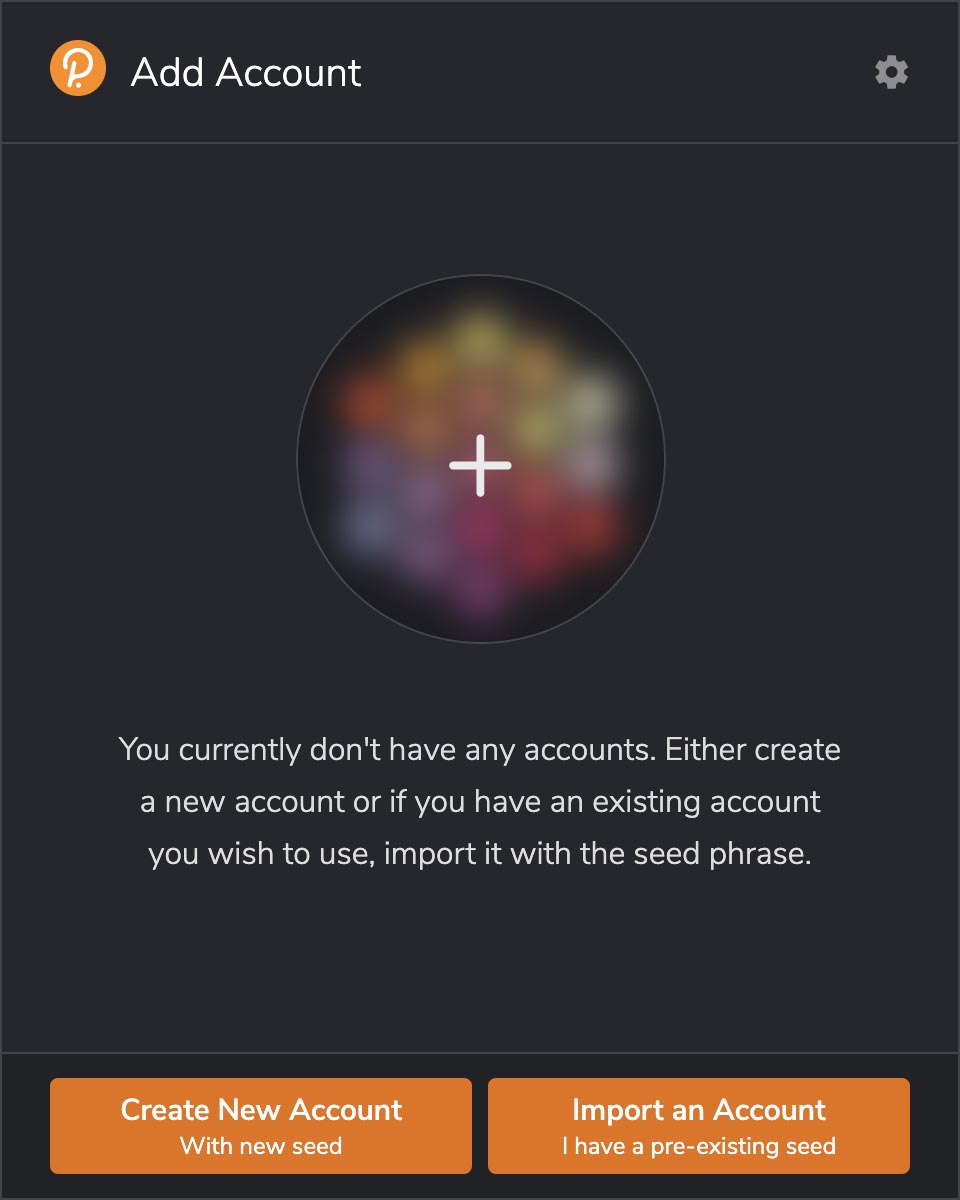 Add Account
You currently don't have any accounts. Either create
a new account or if you have an existing account
you wish to use, import it with the seed phrase.
Create New Account
With new seed
Import an Account
I have a pre-existing seed